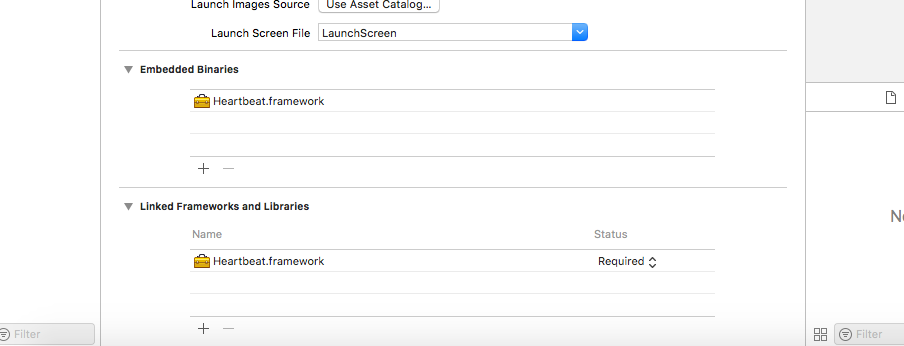 Launch Images Source Use Asset Catalog...
Launch Screen File LaunchScreen
Embedded Binaries
Heartbeat.framework
Linked Frameworks and Libraries
Name Status
Heartbeat.framework Required
Filter
Filter